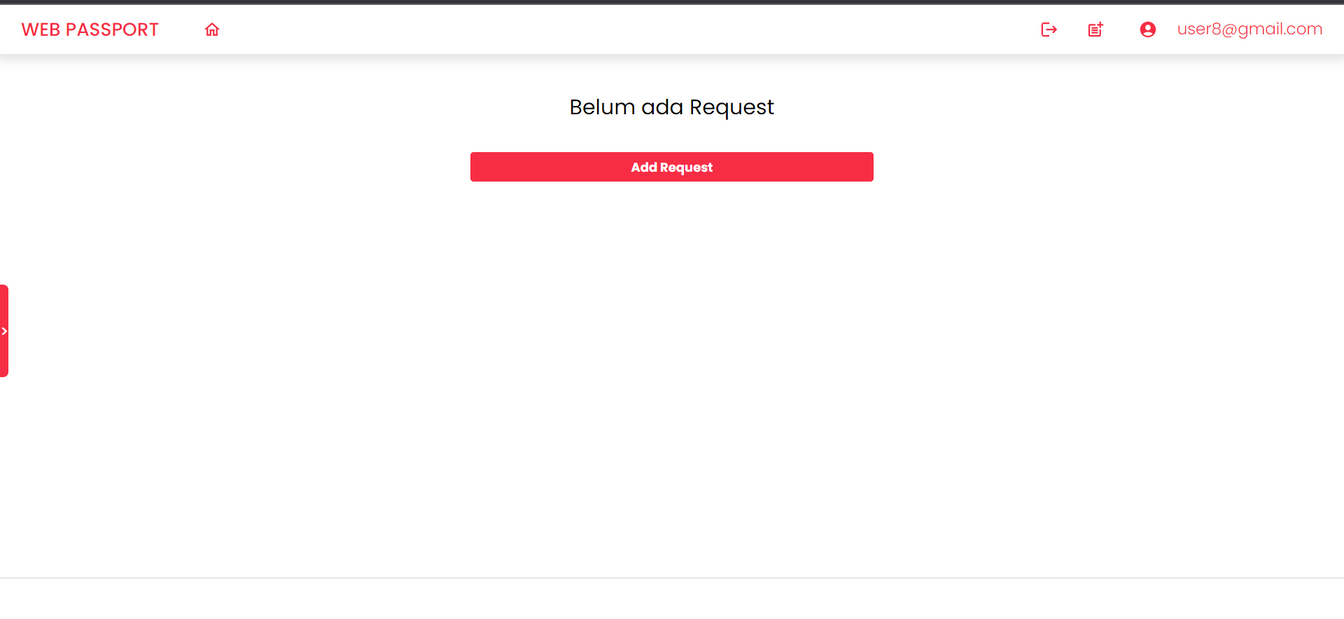 WEB PASSPORT
user8@gmail.com
Belum ada Request
Add Request